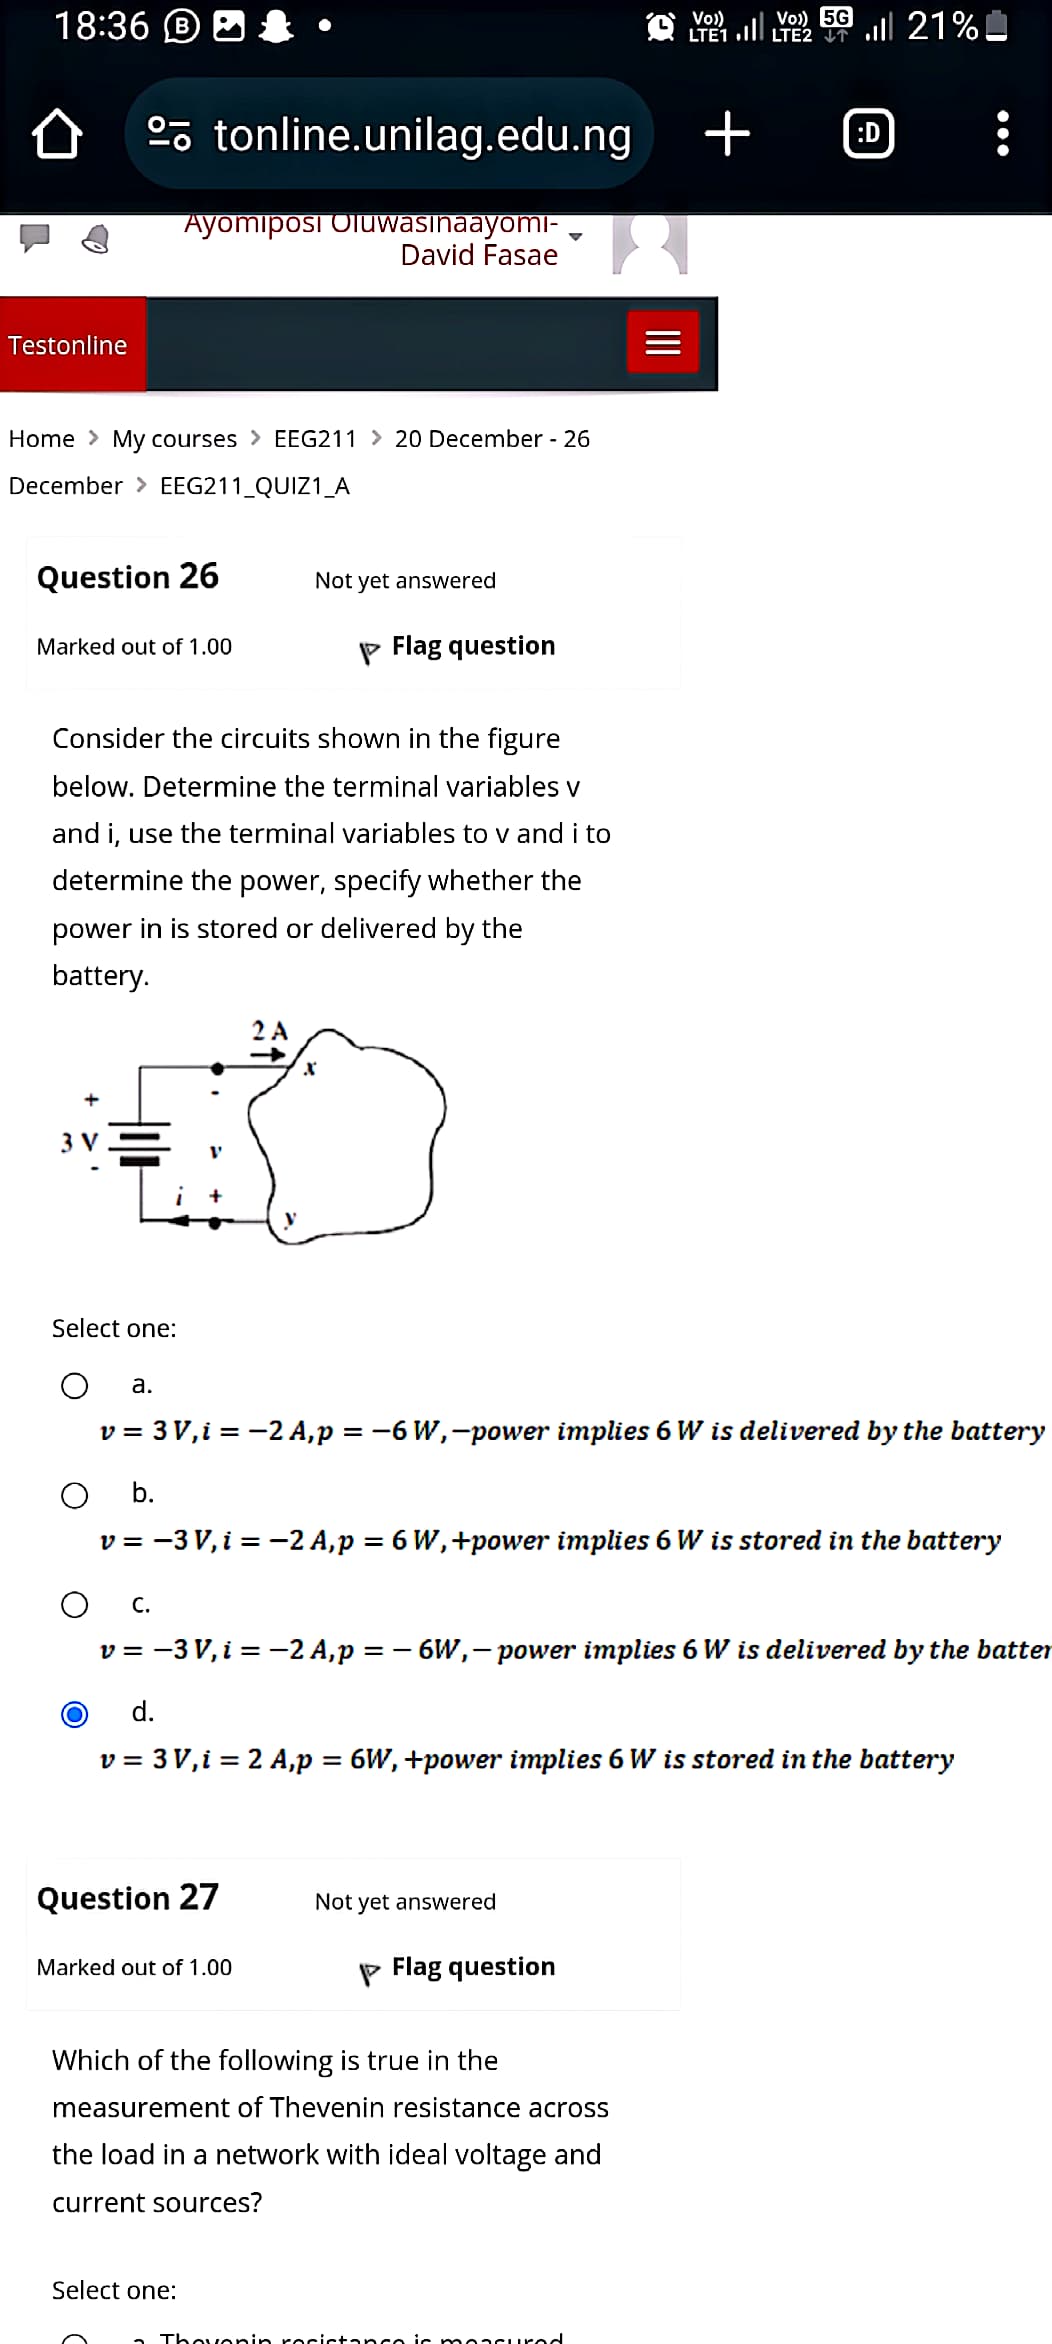 18:36
Vo)) LTE1 Vo)) LTE2 5G 21%
tonline.unilag.edu.ng
:D
Ayomiposi Oluwasinaayomi-
David Fasae
Testonline
Home > My courses > EEG211 > 20 December - 26
December > EEG211_QUIZ1_A
Question 26 Not yet answered
Marked out of 1.00 Flag question
Consider the circuits shown in the figure
below. Determine the terminal variables v
and i, use the terminal variables to v and i to
determine the power, specify whether the
power in is stored or delivered by the
battery.
2 A
x
+
-
3 V
v
-
i +
y
Select one:
a.
v = 3 V, i = −2 A,p = −6 W,−power implies 6 W is delivered by the battery
b.
v = −3 V, i = −2 A,p = 6 W,+power implies 6 W is stored in the battery
c.
v = −3 V, i = −2 A,p = − 6W,− power implies 6 W is delivered by the batter
d.
v = 3 V, i = 2 A,p = 6W, +power implies 6 W is stored in the battery
Question 27 Not yet answered
Marked out of 1.00 Flag question
Which of the following is true in the
measurement of Thevenin resistance across
the load in a network with ideal voltage and
current sources?
Select one:
a. Thevenin resistance is measured